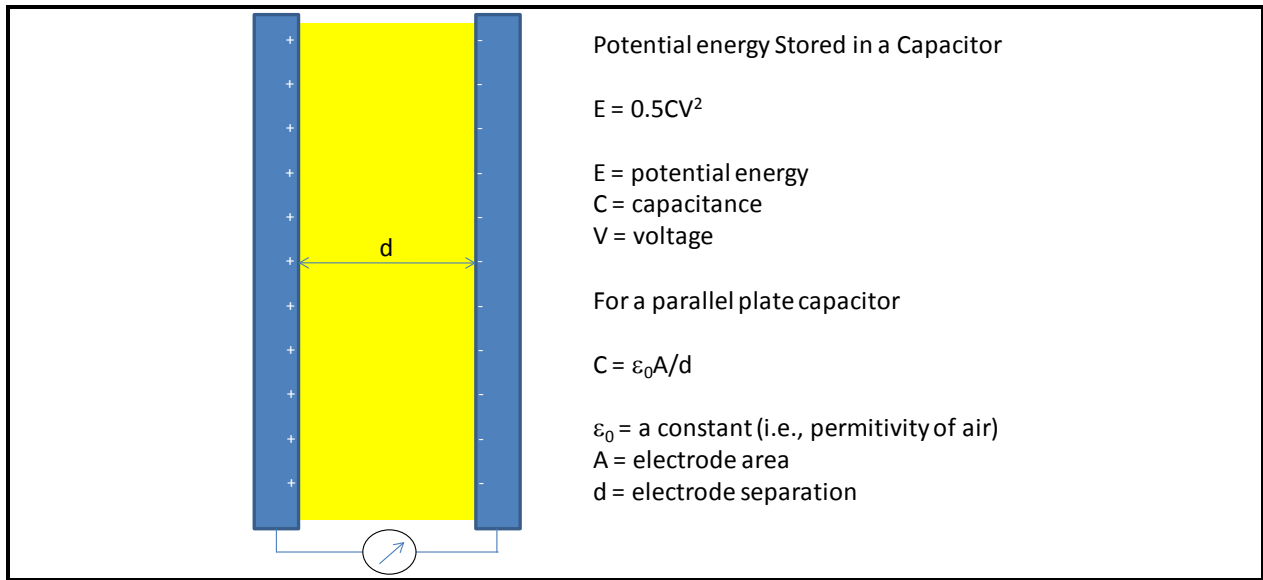 Potential energy Stored in a Capacitor
E = 0.5CV²
E = potential energy
C = capacitance
V = voltage
d
For a parallel plate capacitor
C = ε₀A/d
ε₀ = a constant (i.e., permitivity of air)
A = electrode area
d = electrode separation